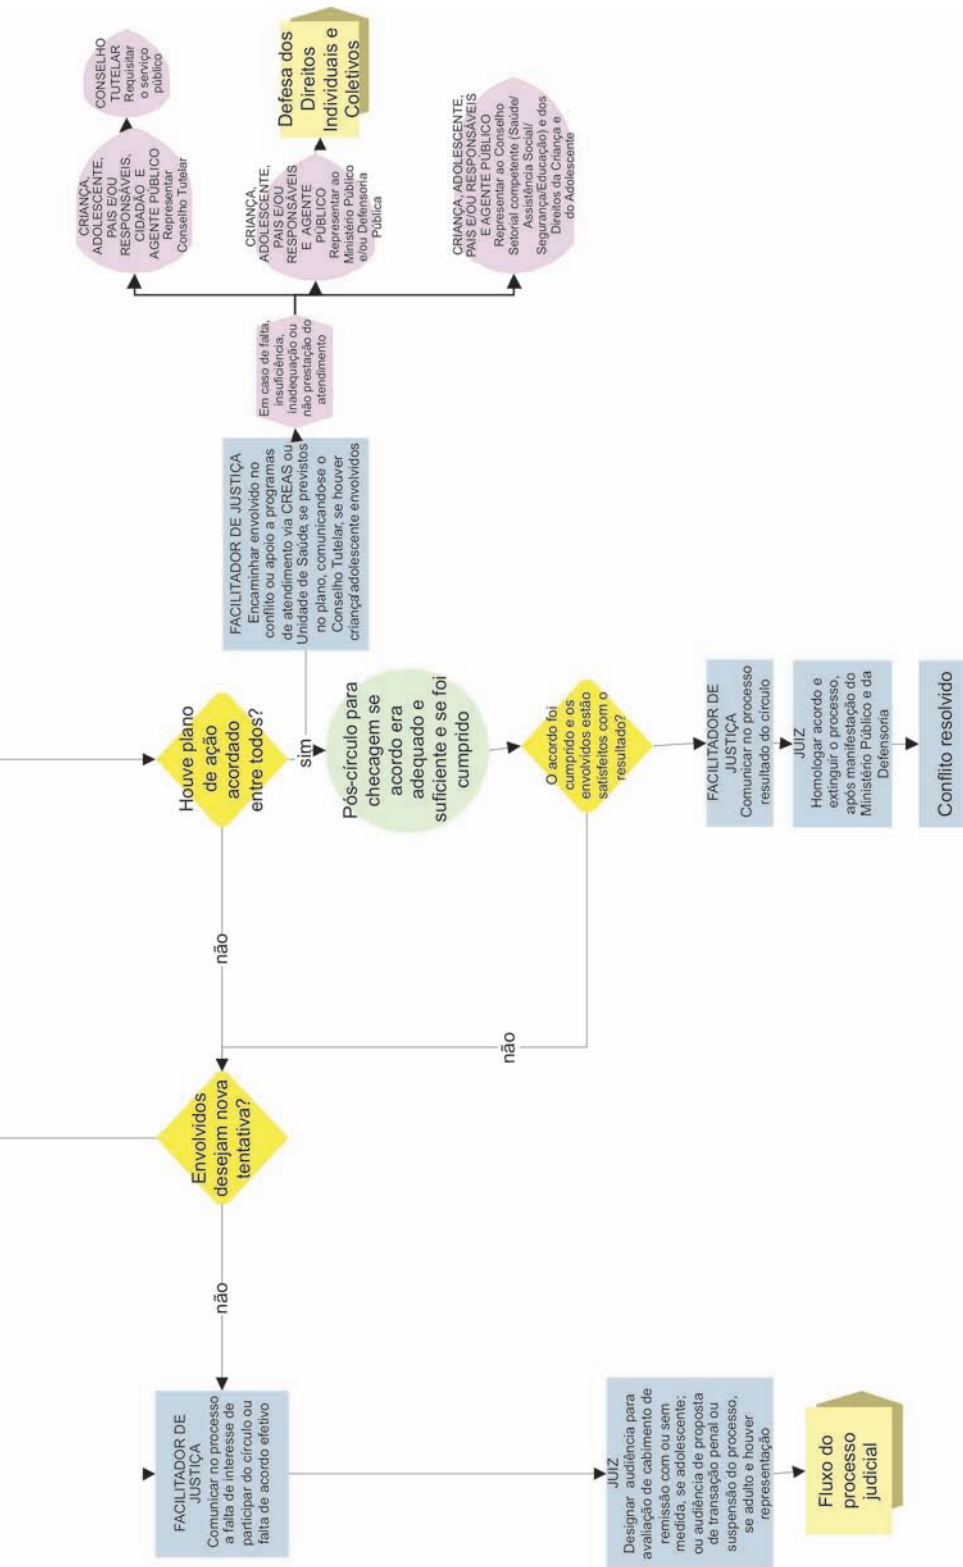 FACILITADOR DE
JUSTIÇA
Comunicar no processo
a falta de interesse de
participar do círculo ou
falta de acordo efetivo
não
Envolvidos
desejam nova
tentativa?
não
Houve plano
de ação
acordado
entre todos?
sim
FACILITADOR DE JUSTIÇA
Encaminhar envolvido no
conflito ou apoio a programas
de atendimento via CREAS ou
Unidade de Saúde, se previstos
no plano, comunicando-se o
Conselho Tutelar, se houver
criança/adolescente envolvidos
Em caso de falta,
insuficiência,
inadequação ou
não prestação do
atendimento
CRIANÇA,
ADOLESCENTE,
PAIS E/OU
RESPONSÁVEIS,
CIDADÃO E
AGENTE PÚBLICO
Representar
Conselho Tutelar
CONSELHO
TUTELAR
Requisitar
o serviço
público
CRIANÇA,
ADOLESCENTE,
PAIS E/OU
RESPONSÁVEIS
E AGENTE
PÚBLICO
Representar ao
Ministério Público
e/ou Defensoria
Pública
Defesa dos
Direitos
Individuais e
Coletivos
CRIANÇA, ADOLESCENTE,
PAIS E/OU RESPONSÁVEIS
E AGENTE PÚBLICO
Representar ao Conselho
Setorial competente (Saúde/
Assistência Social/
Segurança/Educação) e dos
Direitos da Criança e
do Adolescente
Pós-círculo para
checagem se
acordo era
adequado e
suficiente e se foi
cumprido
não
O acordo foi
cumprido e os
envolvidos estão
satisfeitos com o
resultado?
FACILITADOR DE
JUSTIÇA
Comunicar no processo
resultado do círculo
JUIZ
Homologar acordo e
extinguir o processo,
após manifestação do
Ministério Público e da
Defensoria
Conflito resolvido
JUIZ
Designar audiência para
avaliação de cabimento de
remissão com ou sem
medida, se adolescente;
ou audiência de proposta
de transação penal ou
suspensão do processo,
se adulto e houver
representação
Fluxo do
processo
judicial